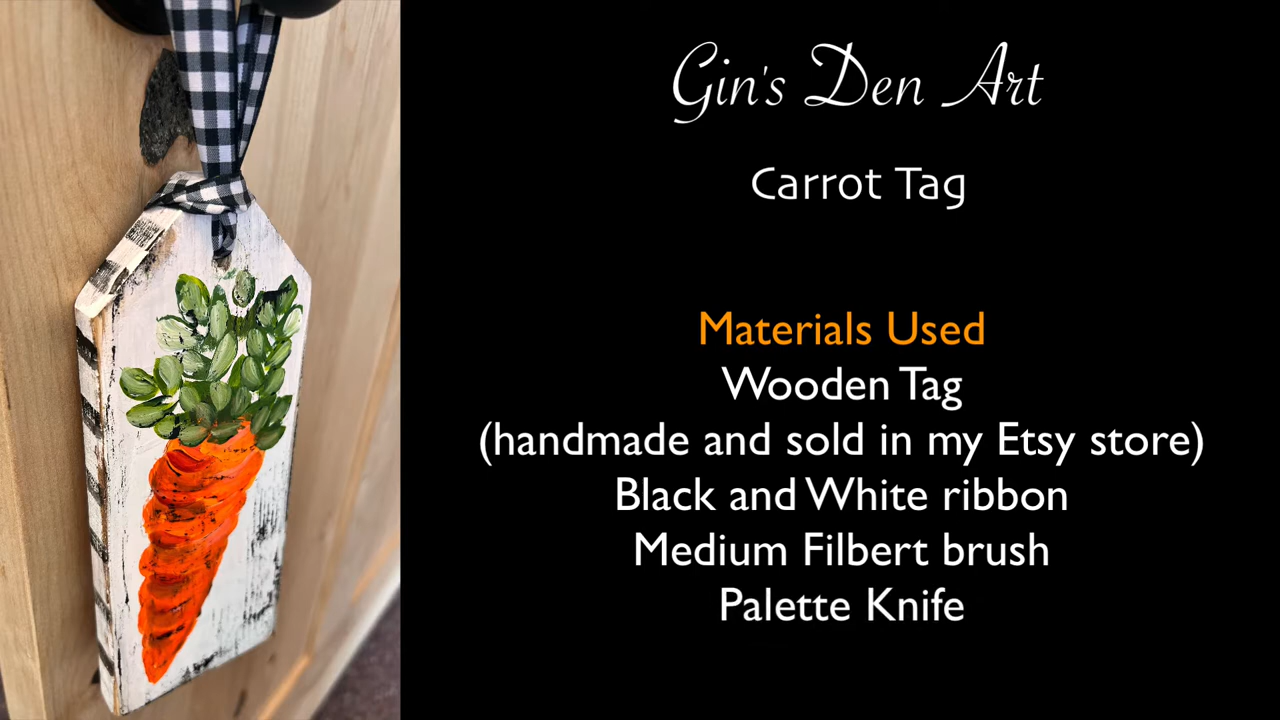 Gin's Den Art
Carrot Tag
Materials Used
Wooden Tag
(handmade and sold in my Etsy store)
Black and White ribbon
Medium Filbert brush
Palette Knife